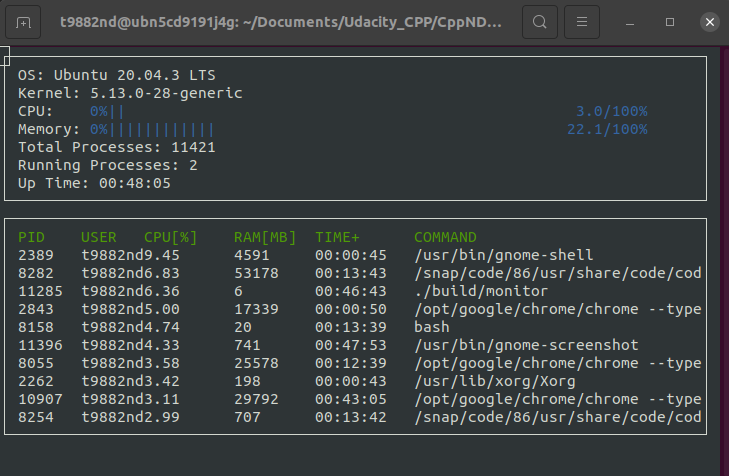 t9882nd@ubn5cd9191j4g: ~/Documents/Udacity_CPP/CppND...
OS: Ubuntu 20.04.3 LTS
Kernel: 5.13.0-28-generic
CPU: 0%|| 3.0/100%
Memory: 0%|||||||||||| 22.1/100%
Total Processes: 11421
Running Processes: 2
Up Time: 00:48:05
PID USER CPU[%] RAM[MB] TIME+ COMMAND
2389 t9882nd9.45 4591 00:00:45 /usr/bin/gnome-shell
8282 t9882nd6.83 53178 00:13:43 /snap/code/86/usr/share/code/cod
11285 t9882nd6.36 6 00:46:43 ./build/monitor
2843 t9882nd5.00 17339 00:00:50 /opt/google/chrome/chrome --type
8158 t9882nd4.74 20 00:13:39 bash
11396 t9882nd4.33 741 00:47:53 /usr/bin/gnome-screenshot
8055 t9882nd3.58 25578 00:12:39 /opt/google/chrome/chrome --type
2262 t9882nd3.42 198 00:00:43 /usr/lib/xorg/Xorg
10907 t9882nd3.11 29792 00:43:05 /opt/google/chrome/chrome --type
8254 t9882nd2.99 707 00:13:42 /snap/code/86/usr/share/code/cod